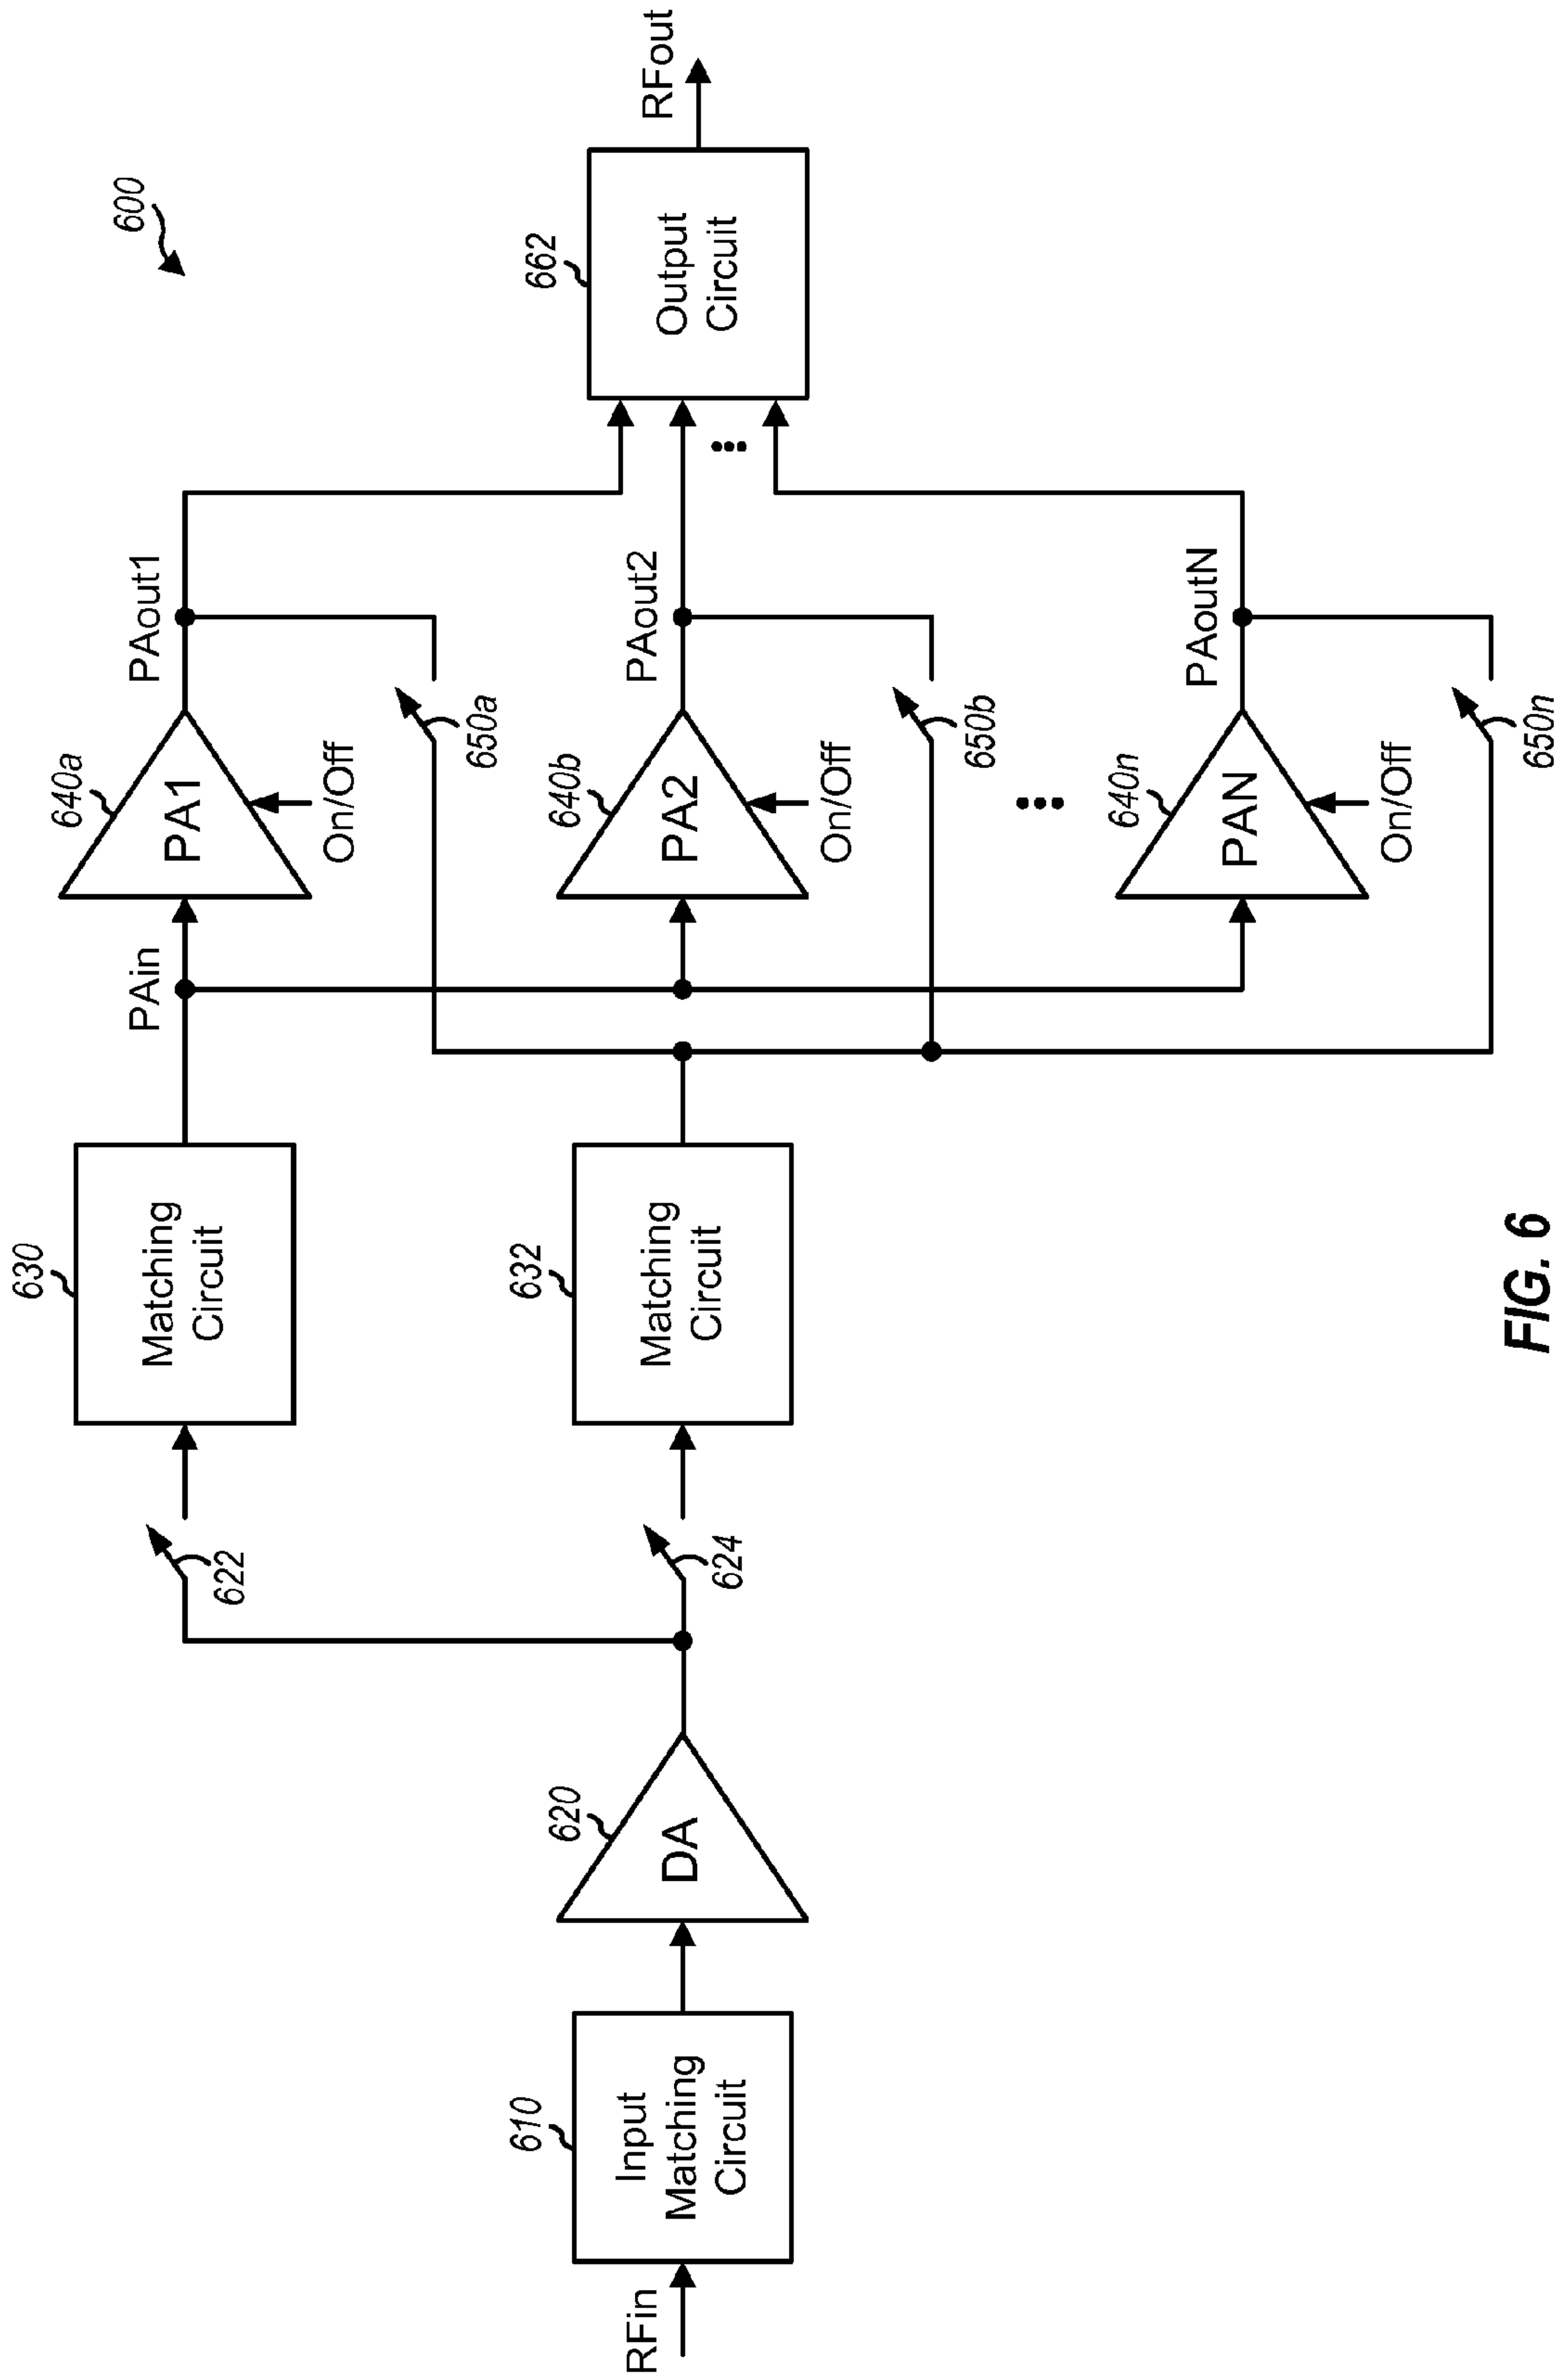 600
RFin
610
Input
Matching
Circuit
620
DA
622
624
630
Matching
Circuit
632
Matching
Circuit
PAin
640a
PA1
On/Off
PAout1
650a
640b
PA2
On/Off
PAout2
650b
640n
PAN
On/Off
PAoutN
650n
662
Output
Circuit
RFout
FIG. 6